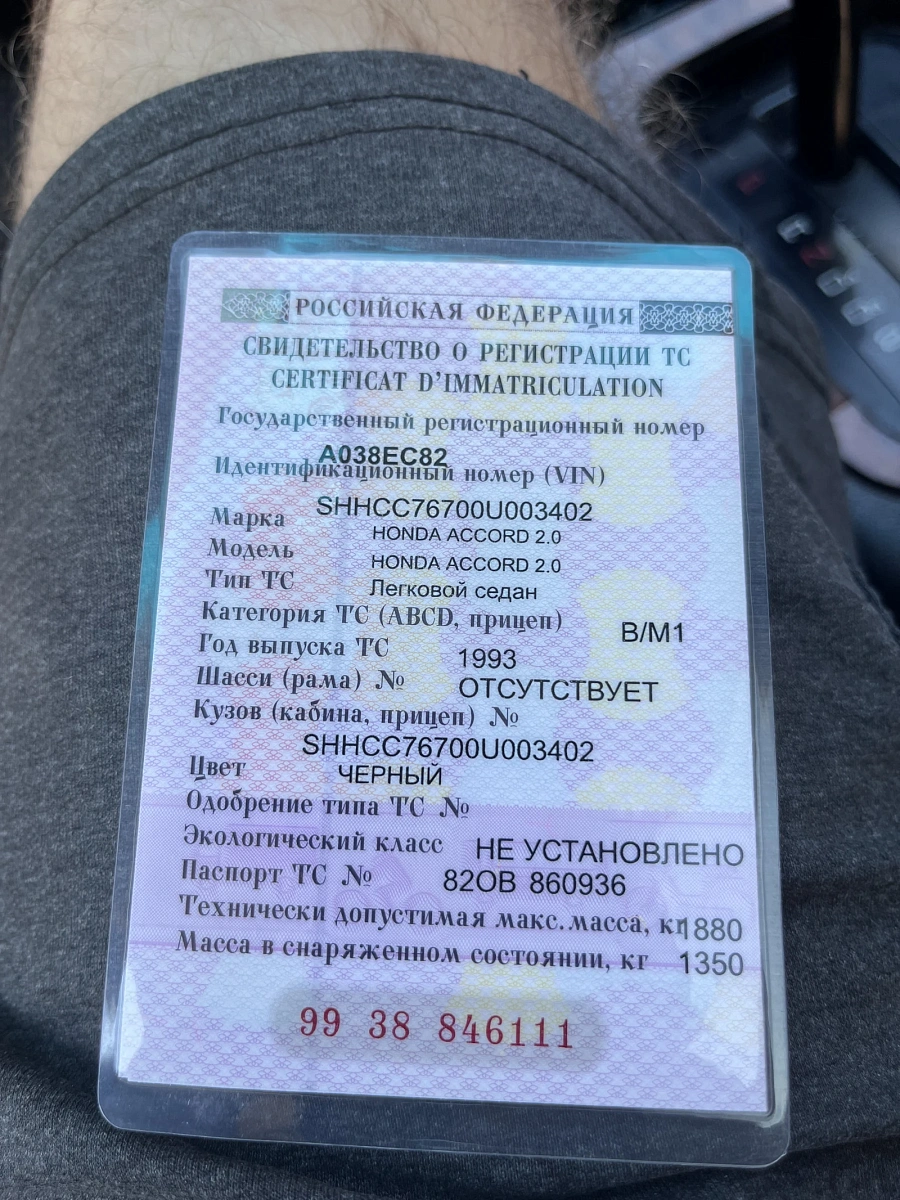 РОССИЙСКАЯ ФЕДЕРАЦИЯ
СВИДЕТЕЛЬСТВО О РЕГИСТРАЦИИ ТС
CERTIFICAT D'IMMATRICULATION
Государственный регистрационный номер
А038ЕС82
Идентификационный номер (VIN)
SHHCC76700U003402
Марка HONDA ACCORD 2.0
Модель HONDA ACCORD 2.0
Тип ТС Легковой седан
Категория ТС (ABCD, прицеп) B/M1
Год выпуска ТС 1993
Шасси (рама) № ОТСУТСТВУЕТ
Кузов (кабина, прицеп) №
SHHCC76700U003402
Цвет ЧЕРНЫЙ
Одобрение типа ТС №
Экологический класс НЕ УСТАНОВЛЕНО
Паспорт ТС № 82ОВ 860936
Технически допустимая макс.масса, кг 1880
Масса в снаряженном состоянии, кг 1350
99 38 846111